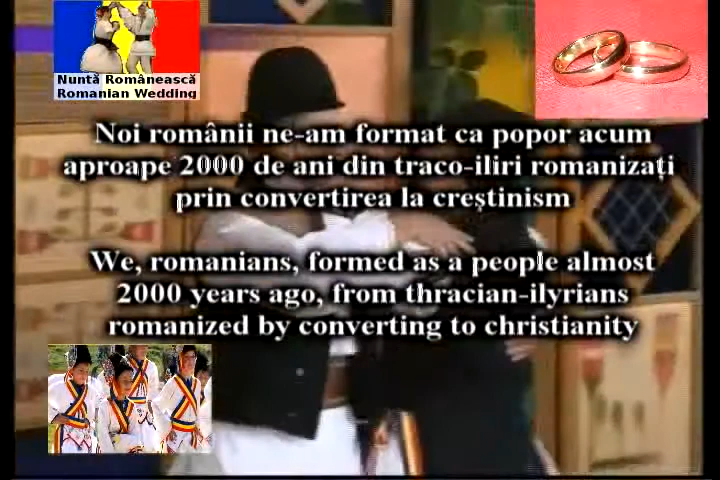 Nuntă Românească
Romanian Wedding
Noi românii ne-am format ca popor acum
aproape 2000 de ani din traco-iliri romanizați
prin convertirea la creștinism
We, romanians, formed as a people almost
2000 years ago, from thracian-ilyrians
romanized by converting to christianity